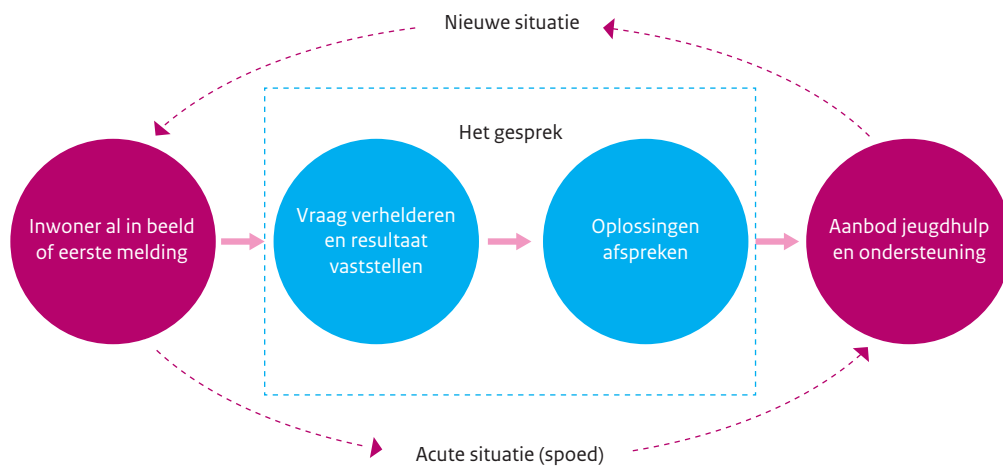 Nieuwe situatie
Het gesprek
Inwoner al in beeld
of eerste melding
Vraag verhelderen
en resultaat
vaststellen
Oplossingen
afspreken
Aanbod jeugdhulp
en ondersteuning
Acute situatie (spoed)